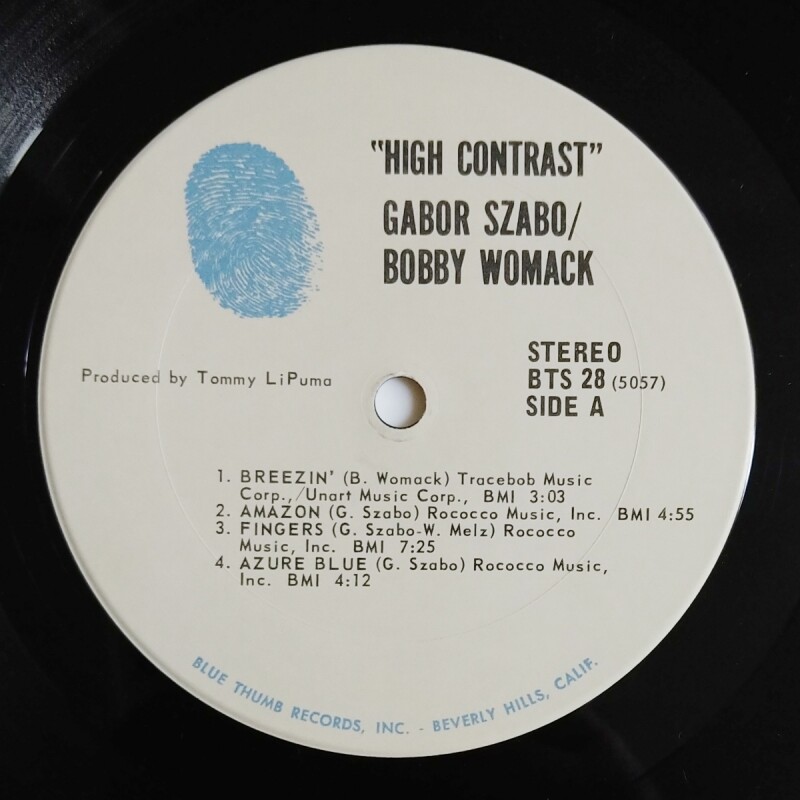 "HIGH CONTRAST"
GABOR SZABO/
BOBBY WOMACK
Produced by Tommy LiPuma
STEREO
BTS 28 (5057)
SIDE A
1. BREEZIN' (B. Womack) Tracebob Music
Corp.,/Unart Music Corp., BMI 3:03
2. AMAZON (G. Szabo) Rococco Music, Inc. BMI 4:55
3. FINGERS (G. Szabo-W. Melz) Rococco
Music, Inc. BMI 7:25
4. AZURE BLUE (G. Szabo) Rococco Music,
Inc. BMI 4:12
BLUE THUMB RECORDS, INC. - BEVERLY HILLS, CALIF.